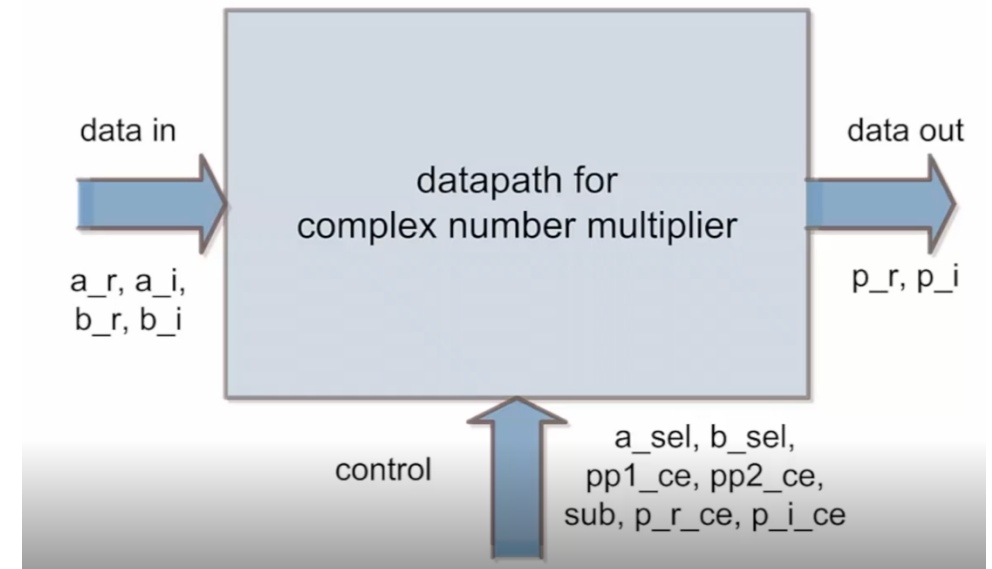 data in
a_r, a_i,
b_r, b_i
datapath for
complex number multiplier
data out
p_r, p_i
control
a_sel, b_sel,
pp1_ce, pp2_ce,
sub, p_r_ce, p_i_ce